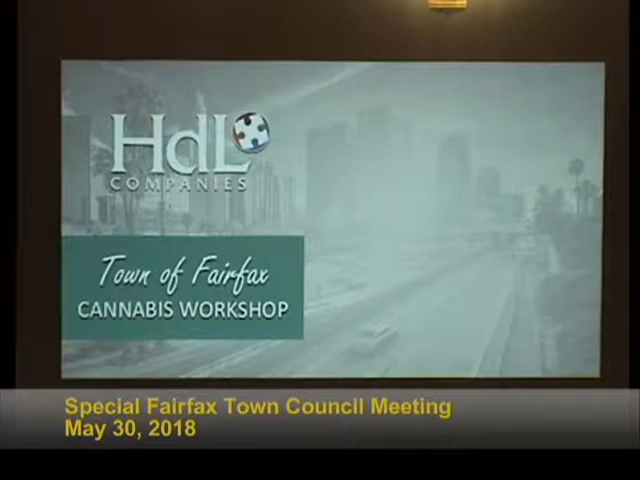 HdL
COMPANIES
Town of Fairfax
CANNABIS WORKSHOP
Special Fairfax Town Council Meeting
May 30, 2018